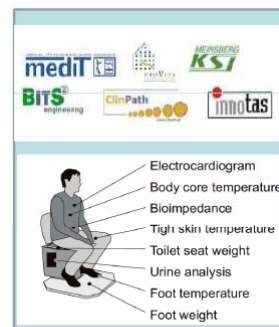 mediT
MEINSBERG
KSI
BITS
engineering
ClinPath
innotas
Electrocardiogram
Body core temperature
Bioimpedance
Tigh skin temperature
Toilet seat weight
Urine analysis
Foot temperature
Foot weight